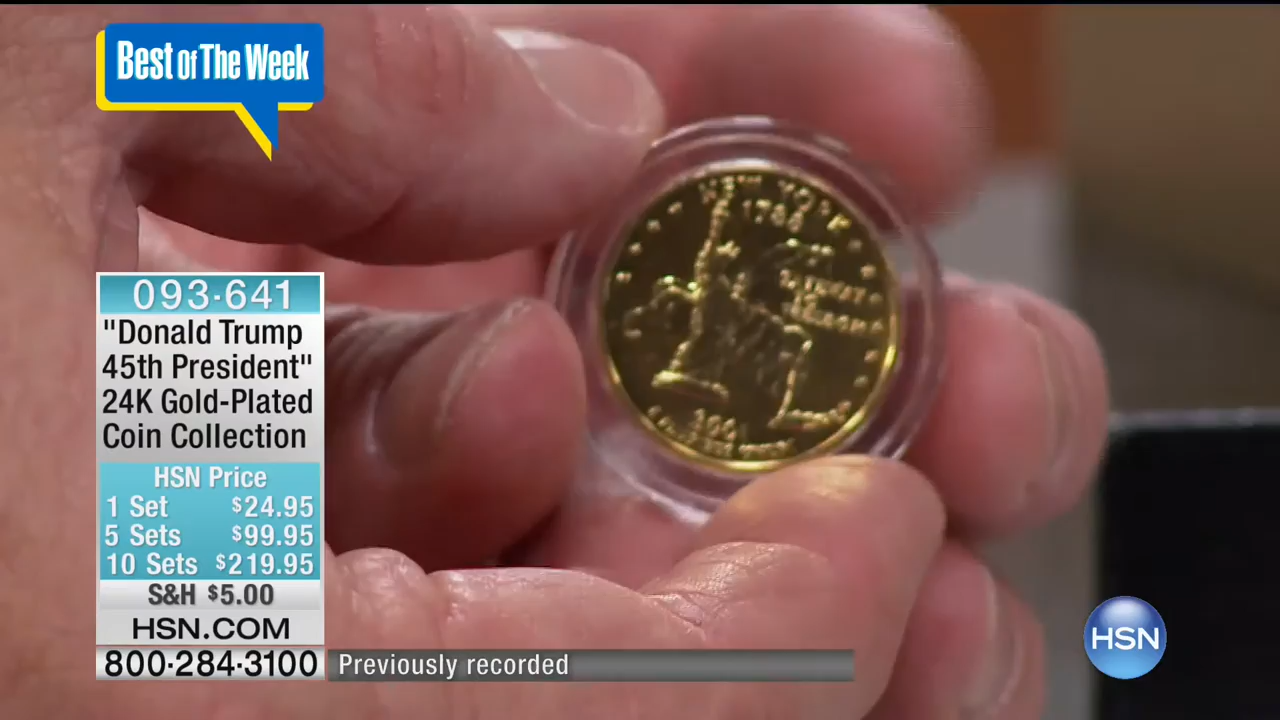 Best of The Week
093-641
"Donald Trump
45th President"
24K Gold-Plated
Coin Collection
HSN Price
1 Set $24.95
5 Sets $99.95
10 Sets $219.95
S&H $5.00
HSN.COM
800-284-3100
Previously recorded
HSN
NEW YORK
1788